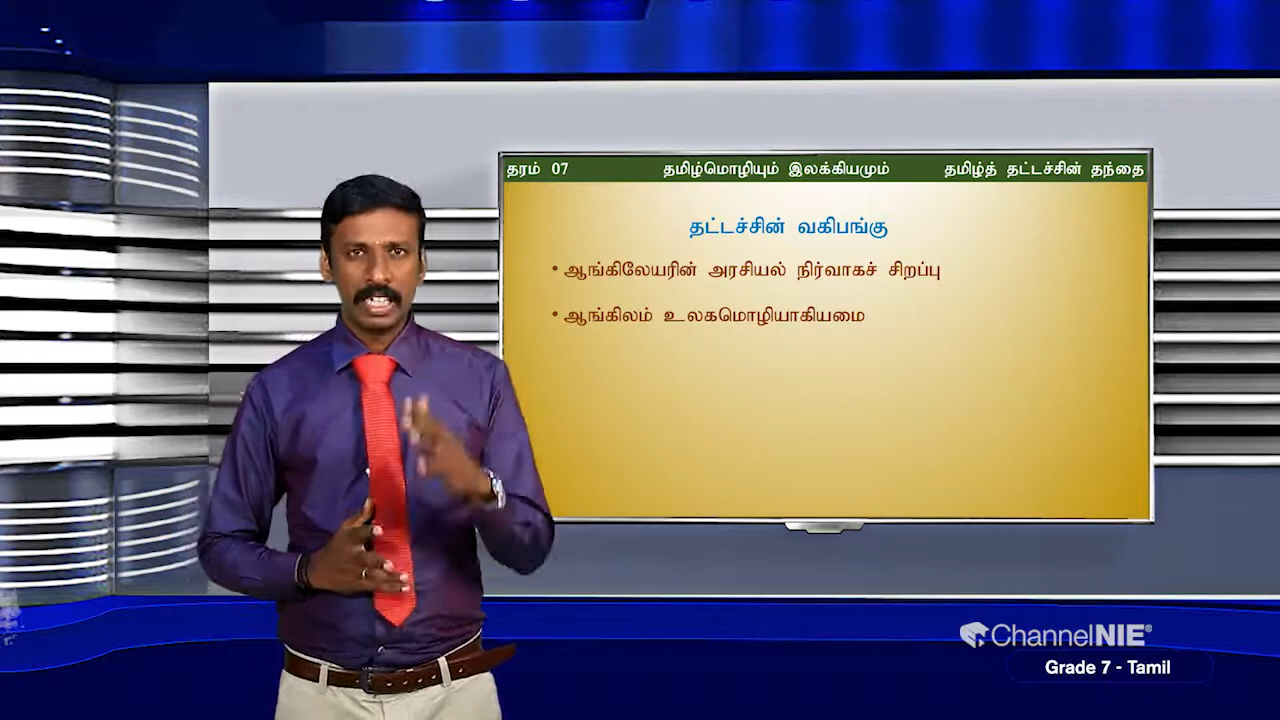 தரம் 07 தமிழ்மொழியும் இலக்கியமும் தமிழ்த் தட்டச்சின் தந்தை
தட்டச்சின் வகிபங்கு
• ஆங்கிலேயரின் அரசியல் நிர்வாகச் சிறப்பு
• ஆங்கிலம் உலகமொழியாகியமை
ChannelNIE®
Grade 7 - Tamil